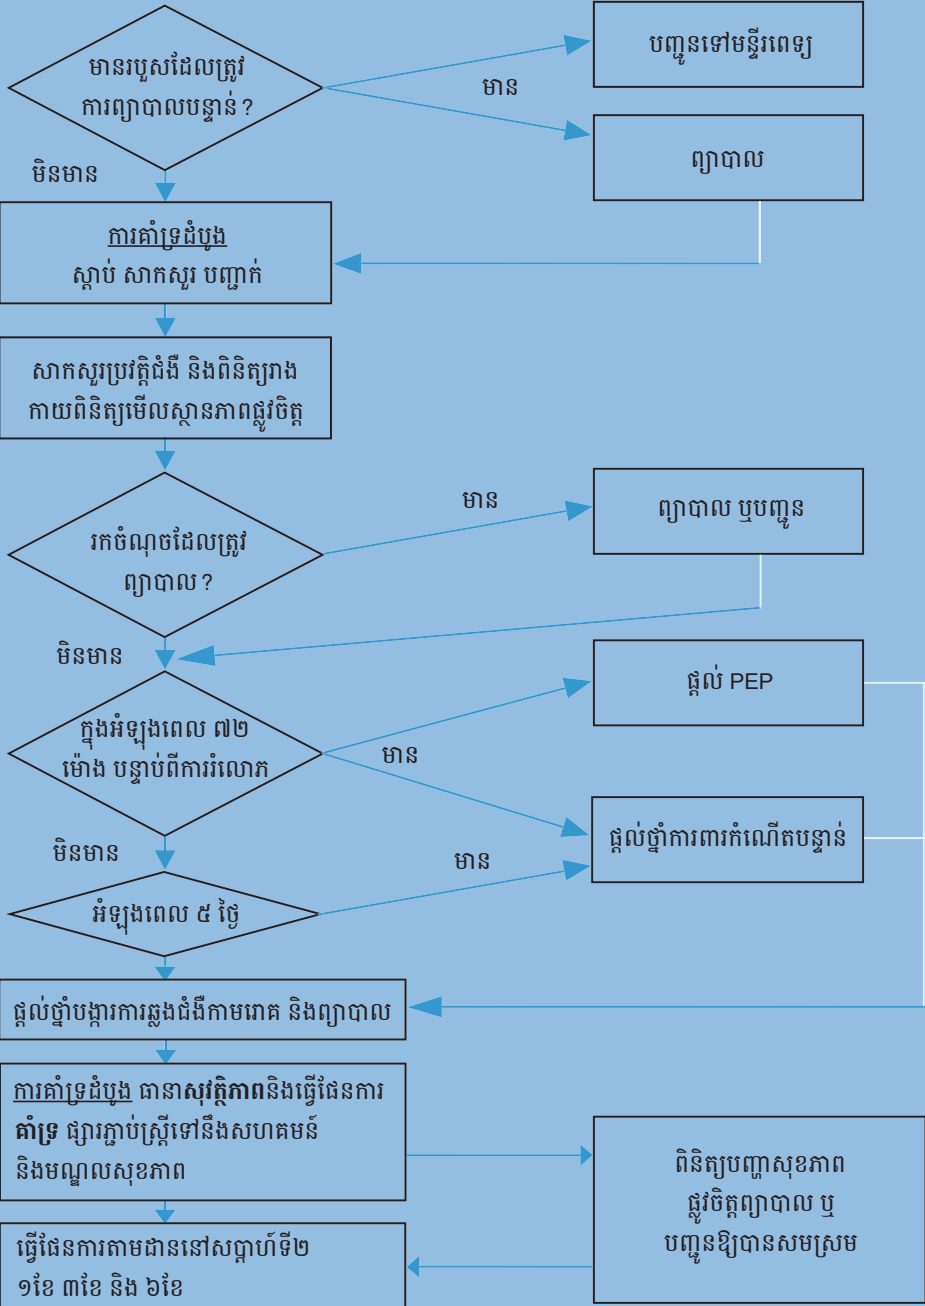 មានរបួសដែលត្រូវ
ការព្យាបាលបន្ទាន់?
មាន
បញ្ជូនទៅមន្ទីរពេទ្យ
ព្យាបាល
មិនមាន
ការគាំទ្រដំបូង
ស្តាប់ សាកសួរ បញ្ជាក់
សាកសួរប្រវត្តិជំងឺ និងពិនិត្យរាង
កាយពិនិត្យមើលស្ថានភាពផ្លូវចិត្ត
រកចំណុចដែលត្រូវ
ព្យាបាល?
មាន
ព្យាបាល ឬបញ្ជូន
មិនមាន
ក្នុងអំឡុងពេល ៧២
ម៉ោង បន្ទាប់ពីការរំលោភ
មាន
ផ្តល់ PEP
ផ្តល់ថ្នាំការពារកំណើតបន្ទាន់
មិនមាន
អំឡុងពេល ៥ ថ្ងៃ
មាន
ផ្តល់ថ្នាំបង្ការការឆ្លងជំងឺកាមរោគ និងព្យាបាល
ការគាំទ្រដំបូង ធានាសុវត្ថិភាពនិងធ្វើផែនការ
គាំទ្រ ផ្សារភ្ជាប់ស្ត្រីទៅនឹងសហគមន៍
និងមណ្ឌលសុខភាព
ពិនិត្យបញ្ហាសុខភាព
ផ្លូវចិត្តព្យាបាល ឬ
បញ្ជូនឱ្យបានសមស្រម
ធ្វើផែនការតាមដាននៅសប្តាហ៍ទី២
១ខែ ៣ខែ និង ៦ខែ